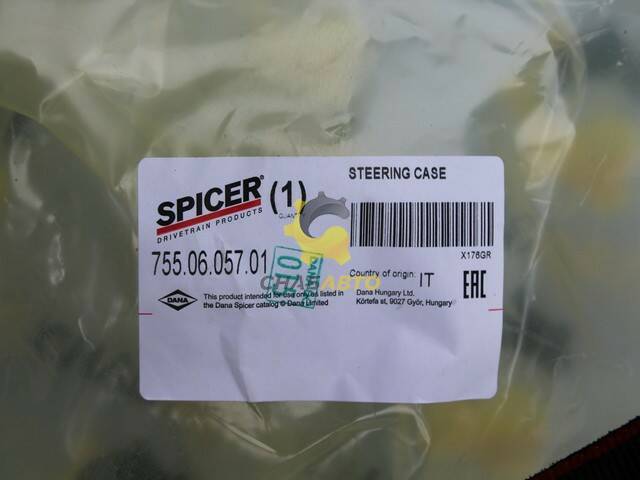 STEERING CASE
SPICER®
DRIVETRAIN PRODUCTS
(1)
755.06.057.01
X176GR
Country of origin: IT
EAC
DANA
This product intended for use only as listed in
the Dana Spicer catalog © Dana Limited
Dana Hungary Ltd.
Körtefa st, 9027 Győr, Hungary
СНАБАВТО